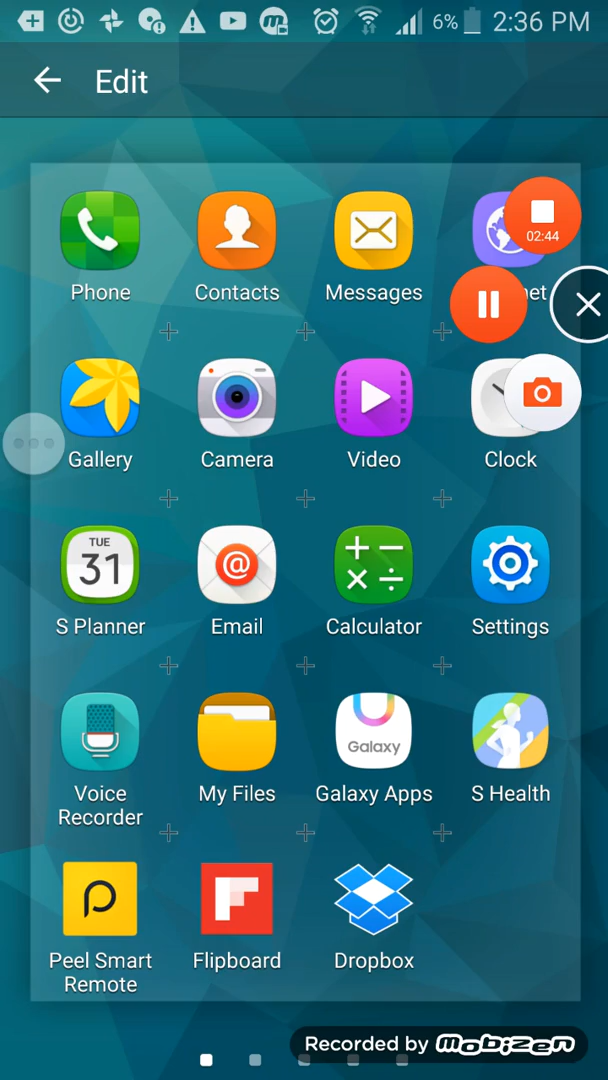 6% 2:36 PM
Edit
02:44
Phone Contacts Messages net
Gallery Camera Video Clock
TUE
31
S Planner Email Calculator Settings
Galaxy
Voice Recorder My Files Galaxy Apps S Health
Peel Smart Remote Flipboard Dropbox
Recorded by mobizen